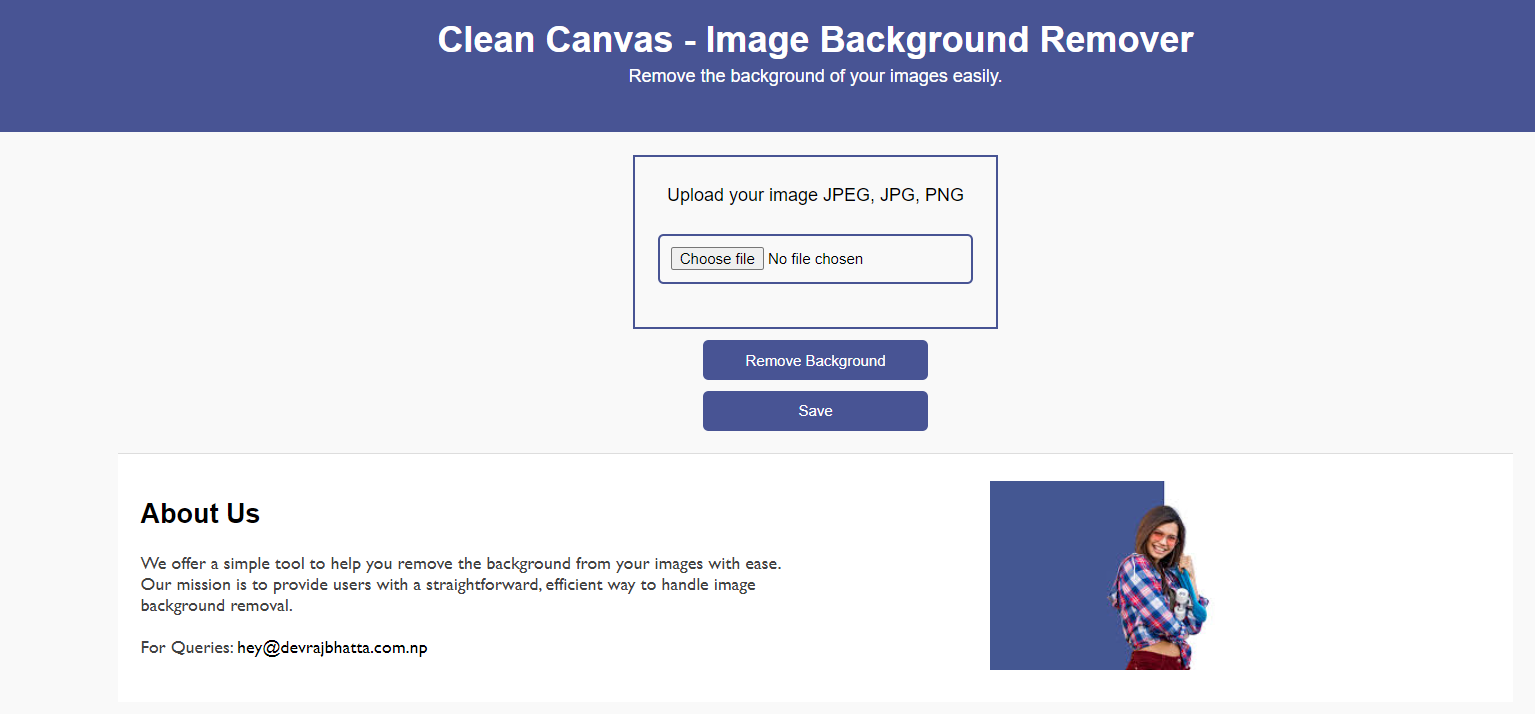 Clean Canvas - Image Background Remover
Remove the background of your images easily.
Upload your image JPEG, JPG, PNG
Choose file No file chosen
Remove Background
Save
About Us
We offer a simple tool to help you remove the background from your images with ease.
Our mission is to provide users with a straightforward, efficient way to handle image
background removal.
For Queries: hey@devrajbhatta.com.np